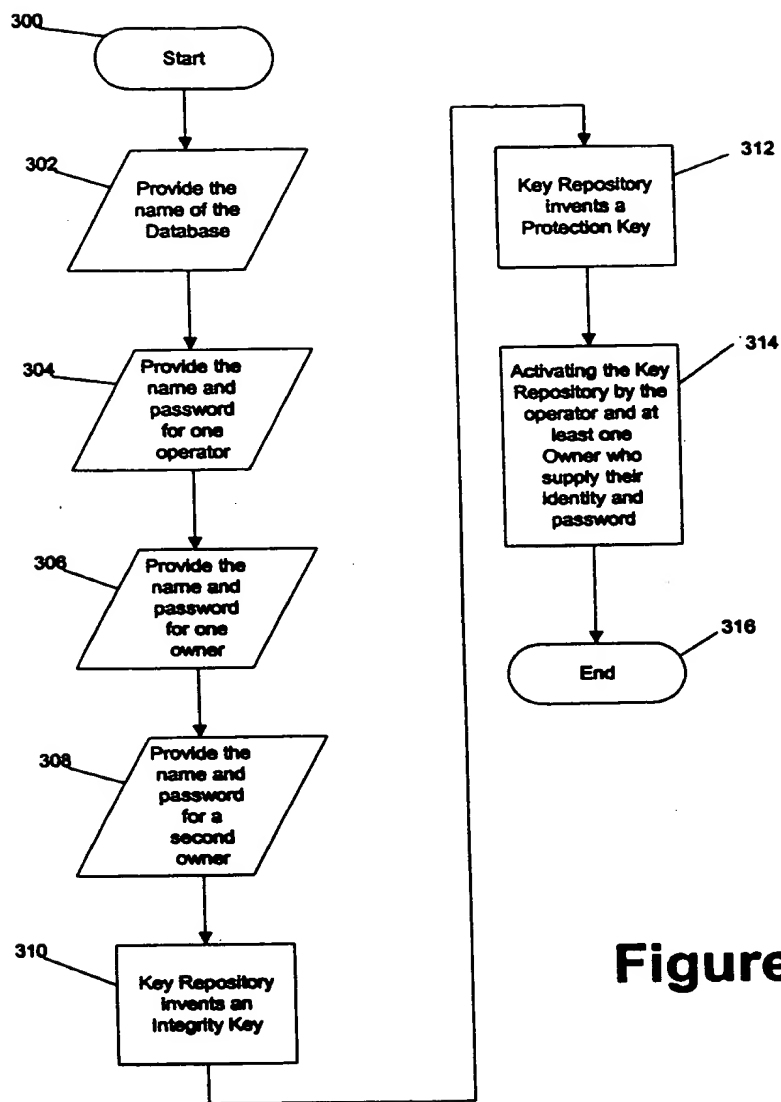 300
Start
302
Provide the
name of the
Database
304
Provide the
name and
password
for one
operator
306
Provide the
name and
password
for one
owner
308
Provide the
name and
password
for a
second
owner
310
Key Repository
invents an
Integrity Key
312
Key Repository
invents a
Protection Key
314
Activating the Key
Repository by the
operator and at
least one
Owner who
supply their
identity and
password
316
End
Figure